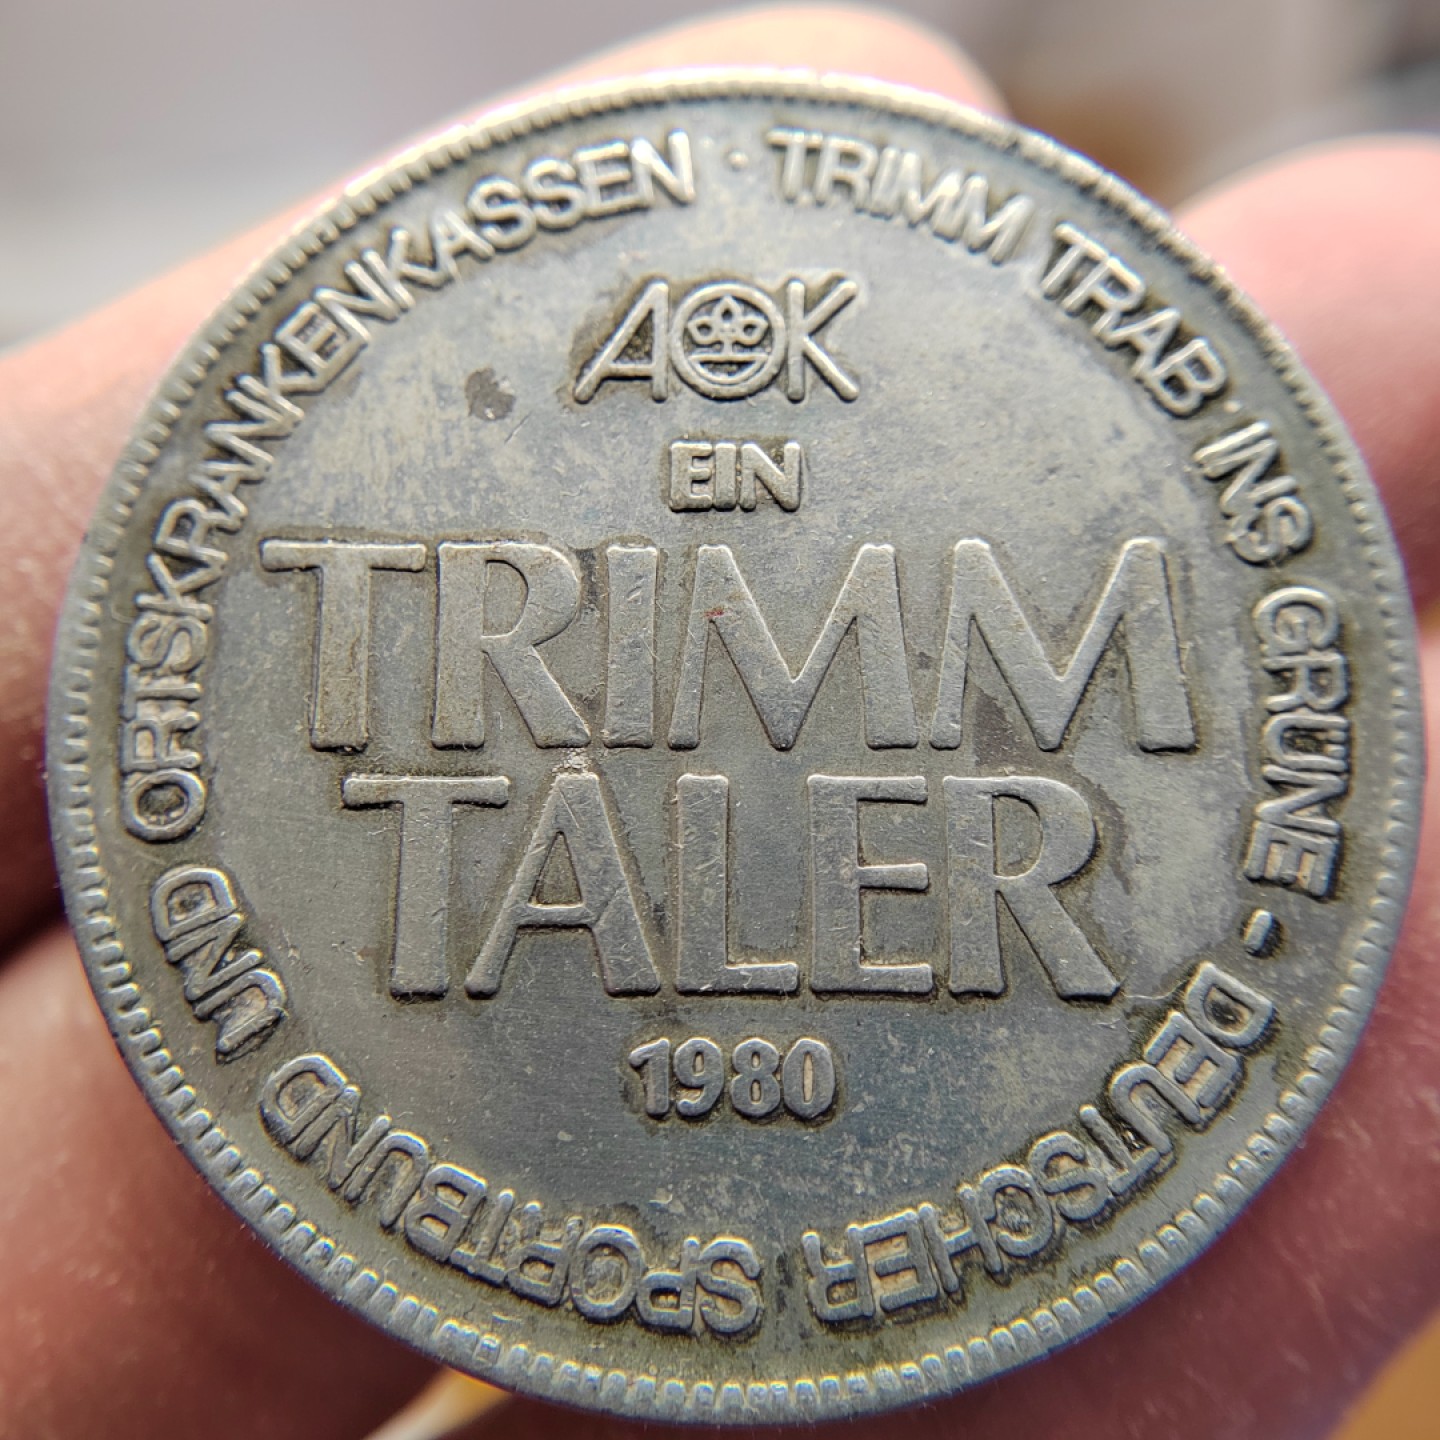 TRIMM TRAB INS GRÜNE - DEUTSCHER SPORTBUND UND ORTSKRANKENKASSEN ·
AOK
EIN
TRIMM
TALER
1980